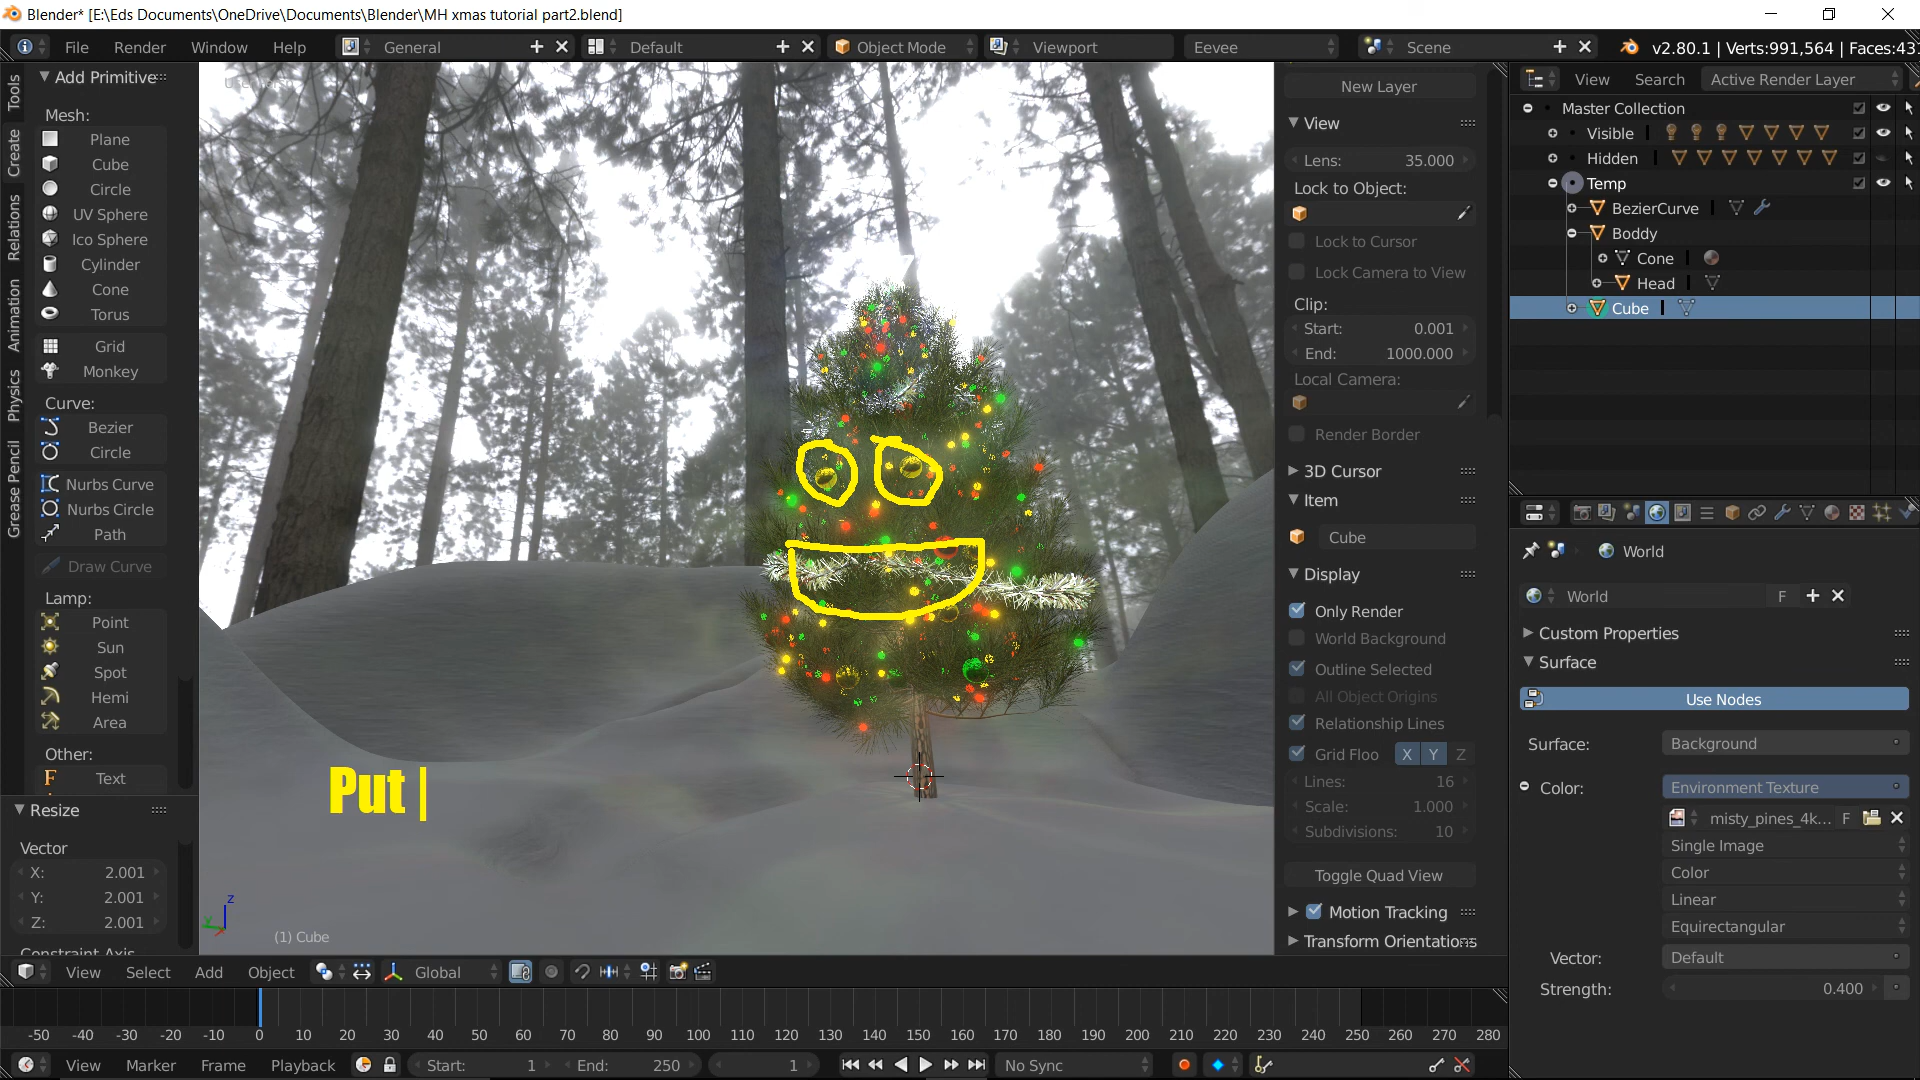 Blender* [E:\Eds Documents\OneDrive\Documents\Blender\MH xmas tutorial part2.blend]
File Render Window Help General Default Object Mode Viewport Eevee Scene v2.80.1 | Verts:991,564 | Faces:431
Tools
Create
Relations
Animation
Physics
Grease Pencil
Add Primitive
Mesh:
Plane
Cube
Circle
UV Sphere
Ico Sphere
Cylinder
Cone
Torus
Grid
Monkey
Curve:
Bezier
Circle
Nurbs Curve
Nurbs Circle
Path
Draw Curve
Lamp:
Point
Sun
Spot
Hemi
Area
Other:
Text
Resize
Vector
X: 2.001
Y: 2.001
Z: 2.001
Constraint Axis
Put |
z
y
(1) Cube
New Layer
View
Lens: 35.000
Lock to Object:
Lock to Cursor
Lock Camera to View
Clip:
Start: 0.001
End: 1000.000
Local Camera:
Render Border
3D Cursor
Item
Cube
Display
Only Render
World Background
Outline Selected
All Object Origins
Relationship Lines
Grid Floo X Y Z
Lines: 16
Scale: 1.000
Subdivisions: 10
Toggle Quad View
Motion Tracking
Transform Orientations
View Search Active Render Layer
Master Collection
Visible
Hidden
Temp
BezierCurve
Boddy
Cone
Head
Cube
World
World F
Custom Properties
Surface
Use Nodes
Surface: Background
Color: Environment Texture
misty_pines_4k... F
Single Image
Color
Linear
Equirectangular
Vector: Default
Strength: 0.400
View Select Add Object Global
-50 -40 -30 -20 -10 0 10 20 30 40 50 60 70 80 90 100 110 120 130 140 150 160 170 180 190 200 210 220 230 240 250 260 270 280
View Marker Frame Playback Start: 1 End: 250 1 No Sync